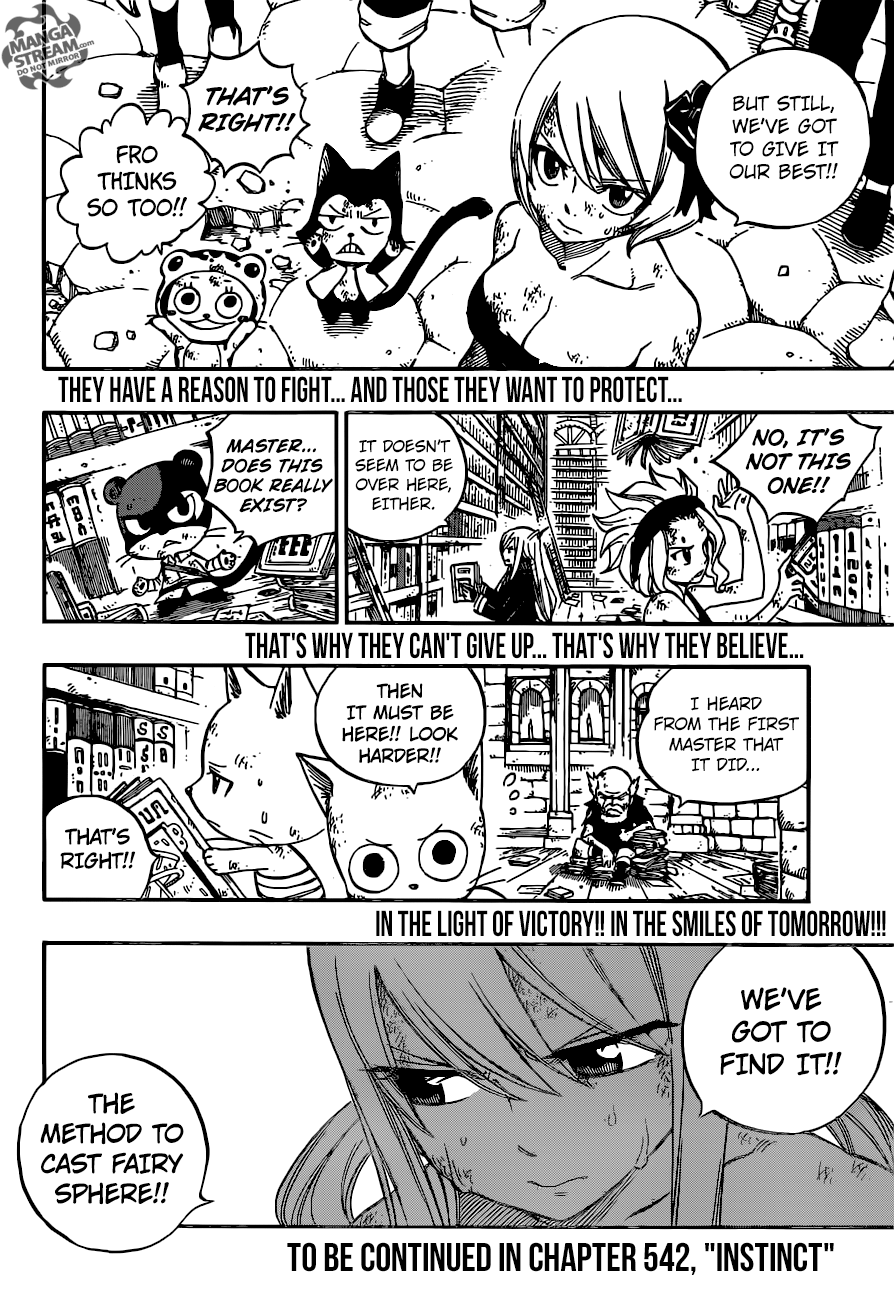 MANGA
STREAM.com
DO NOT MIRROR
BUT STILL,
WE'VE GOT
TO GIVE IT
OUR BEST!!
THAT'S
RIGHT!!
FRO
THINKS
SO TOO!!
THEY HAVE A REASON TO FIGHT... AND THOSE THEY WANT TO PROTECT...
NO, IT'S
NOT THIS
ONE!!
IT DOESN'T
SEEM TO BE
OVER HERE,
EITHER.
MASTER...
DOES THIS
BOOK REALLY
EXIST?
THAT'S WHY THEY CAN'T GIVE UP... THAT'S WHY THEY BELIEVE...
I HEARD
FROM THE FIRST
MASTER THAT
IT DID...
THEN
IT MUST BE
HERE!! LOOK
HARDER!!
THAT'S
RIGHT!!
IN THE LIGHT OF VICTORY!! IN THE SMILES OF TOMORROW!!!
WE'VE
GOT TO
FIND IT!!
THE
METHOD TO
CAST FAIRY
SPHERE!!
TO BE CONTINUED IN CHAPTER 542, "INSTINCT"